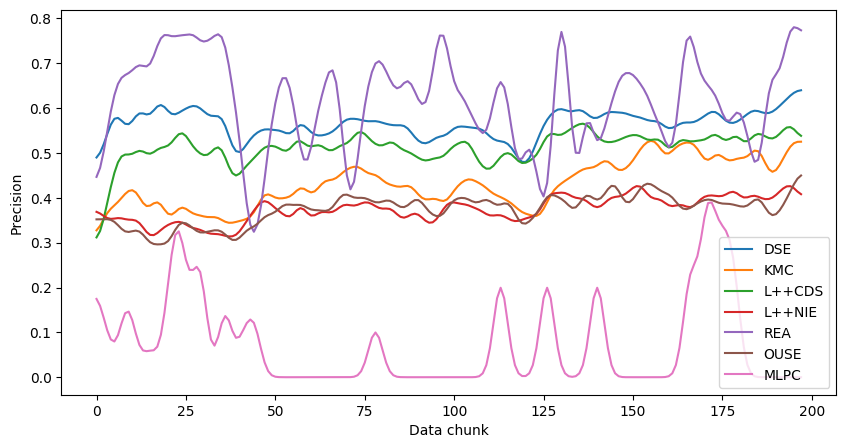 0.8
0.7
0.6
0.5
0.4
0.3
0.2
0.1
0.0
Precision
0 25 50 75 100 125 150 175 200
Data chunk
DSE
KMC
L++CDS
L++NIE
REA
OUSE
MLPC